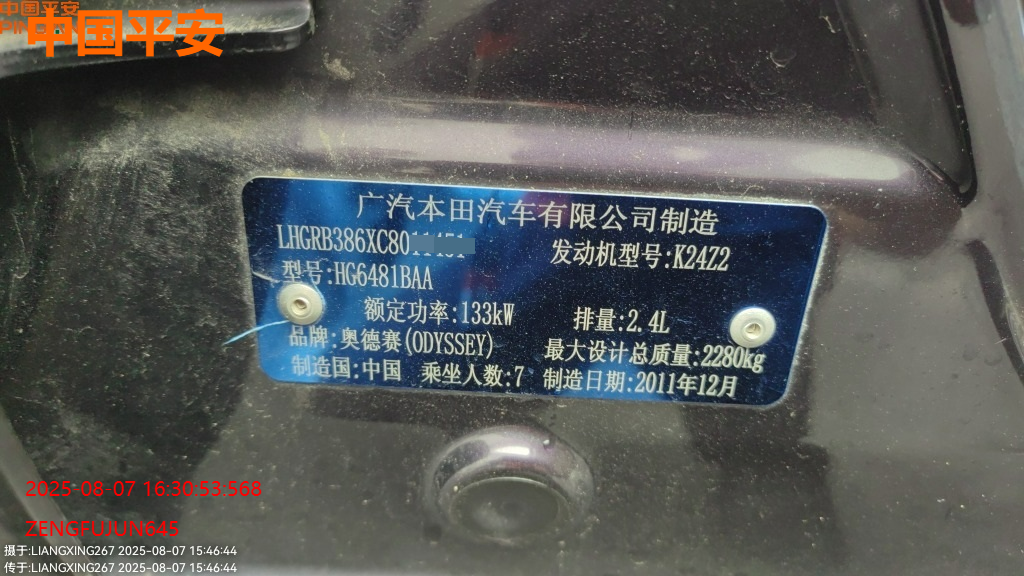 中国平安
中国平安
广汽本田汽车有限公司制造
LHGRB386XC80
发动机型号:K24Z2
型号:HG6481BAA
额定功率:133kW
排量:2.4L
品牌:奥德赛(ODYSSEY)
最大设计总质量:2280kg
制造国:中国 乘坐人数:7 制造日期:2011年12月
2025-08-07 16:30:53:568
ZENGFUJUN645
摄于:LIANGXING267 2025-08-07 15:46:44
传于:LIANGXING267 2025-08-07 15:46:44